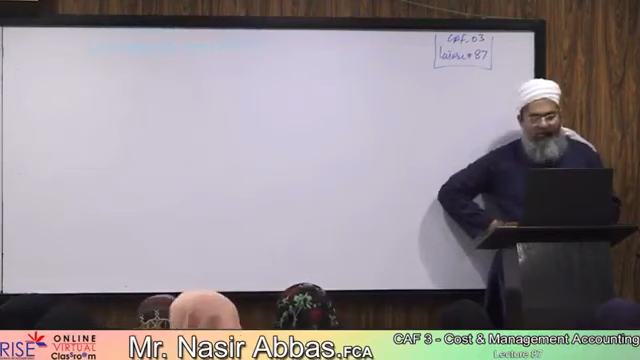 CAF-03
Lecture # 87
RISE
ONLINE
VIRTUAL
Classroom
Mr. Nasir Abbas.FCA
CAF 3 - Cost & Management Accounting
Lecture 87